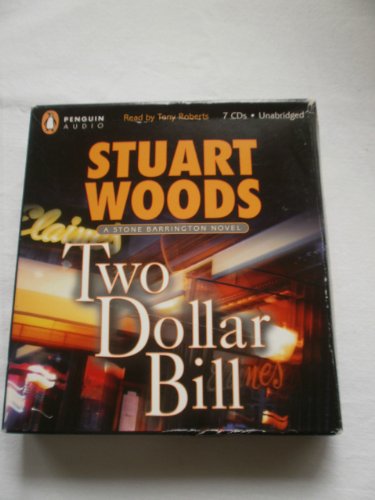 PENGUIN
AUDIO
Read by Tony Roberts 7 CDs • Unabridged
STUART
WOODS
A STONE BARRINGTON NOVEL
Elaine
Two
Dollar
Bill